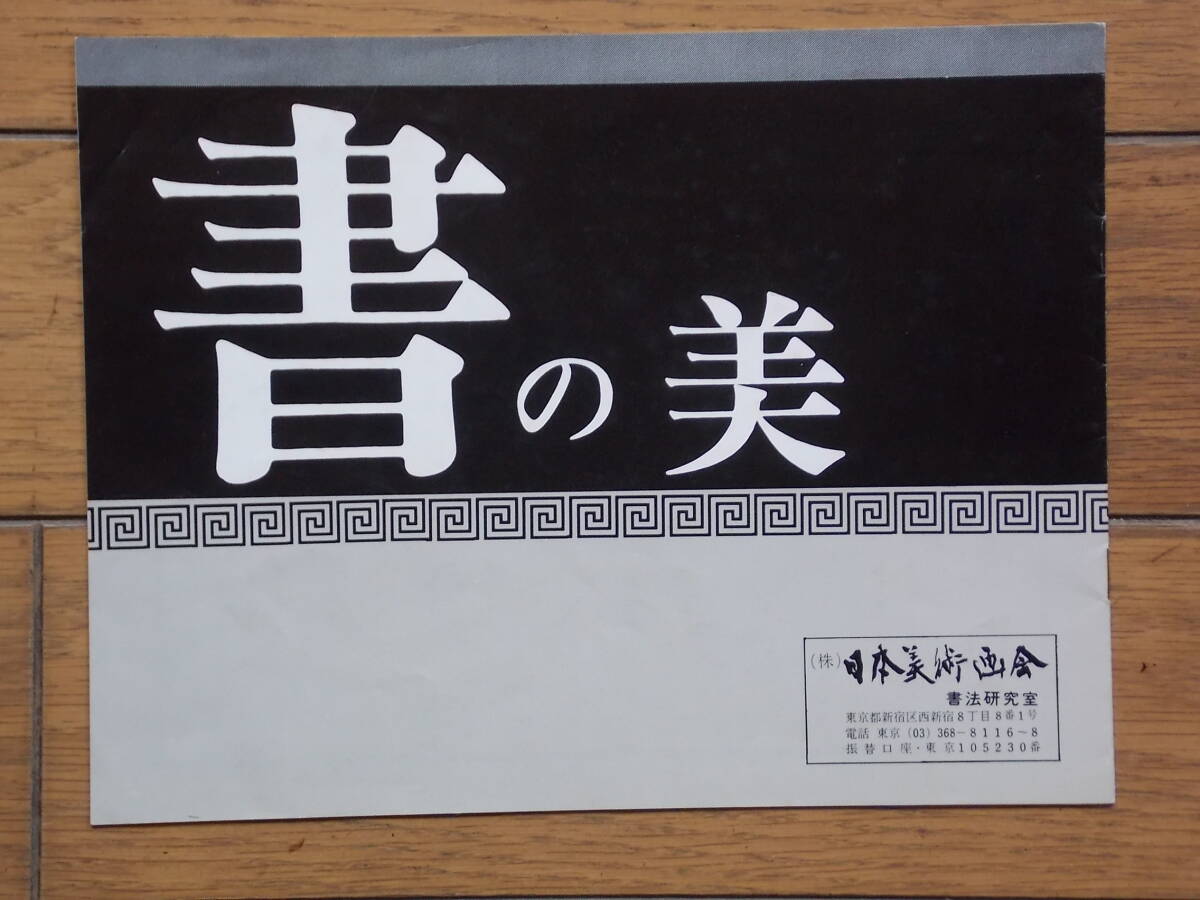 書の美
(株)日本美術画会
書法研究室
東京都新宿区西新宿8丁目8番1号
電話 東京 (03) 368−8116~8
振替口座・東京105230番